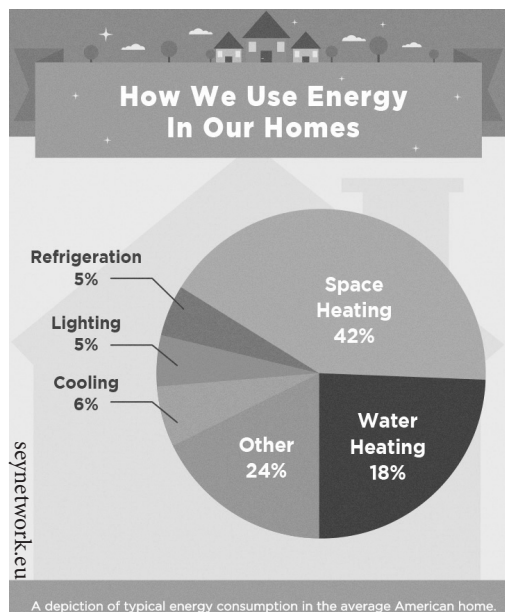 How We Use Energy
In Our Homes
Refrigeration
5%
Lighting
5%
Cooling
6%
Space
Heating
42%
Water
Heating
18%
Other
24%
seynetwork.eu
A depiction of typical energy consumption in the average American home.